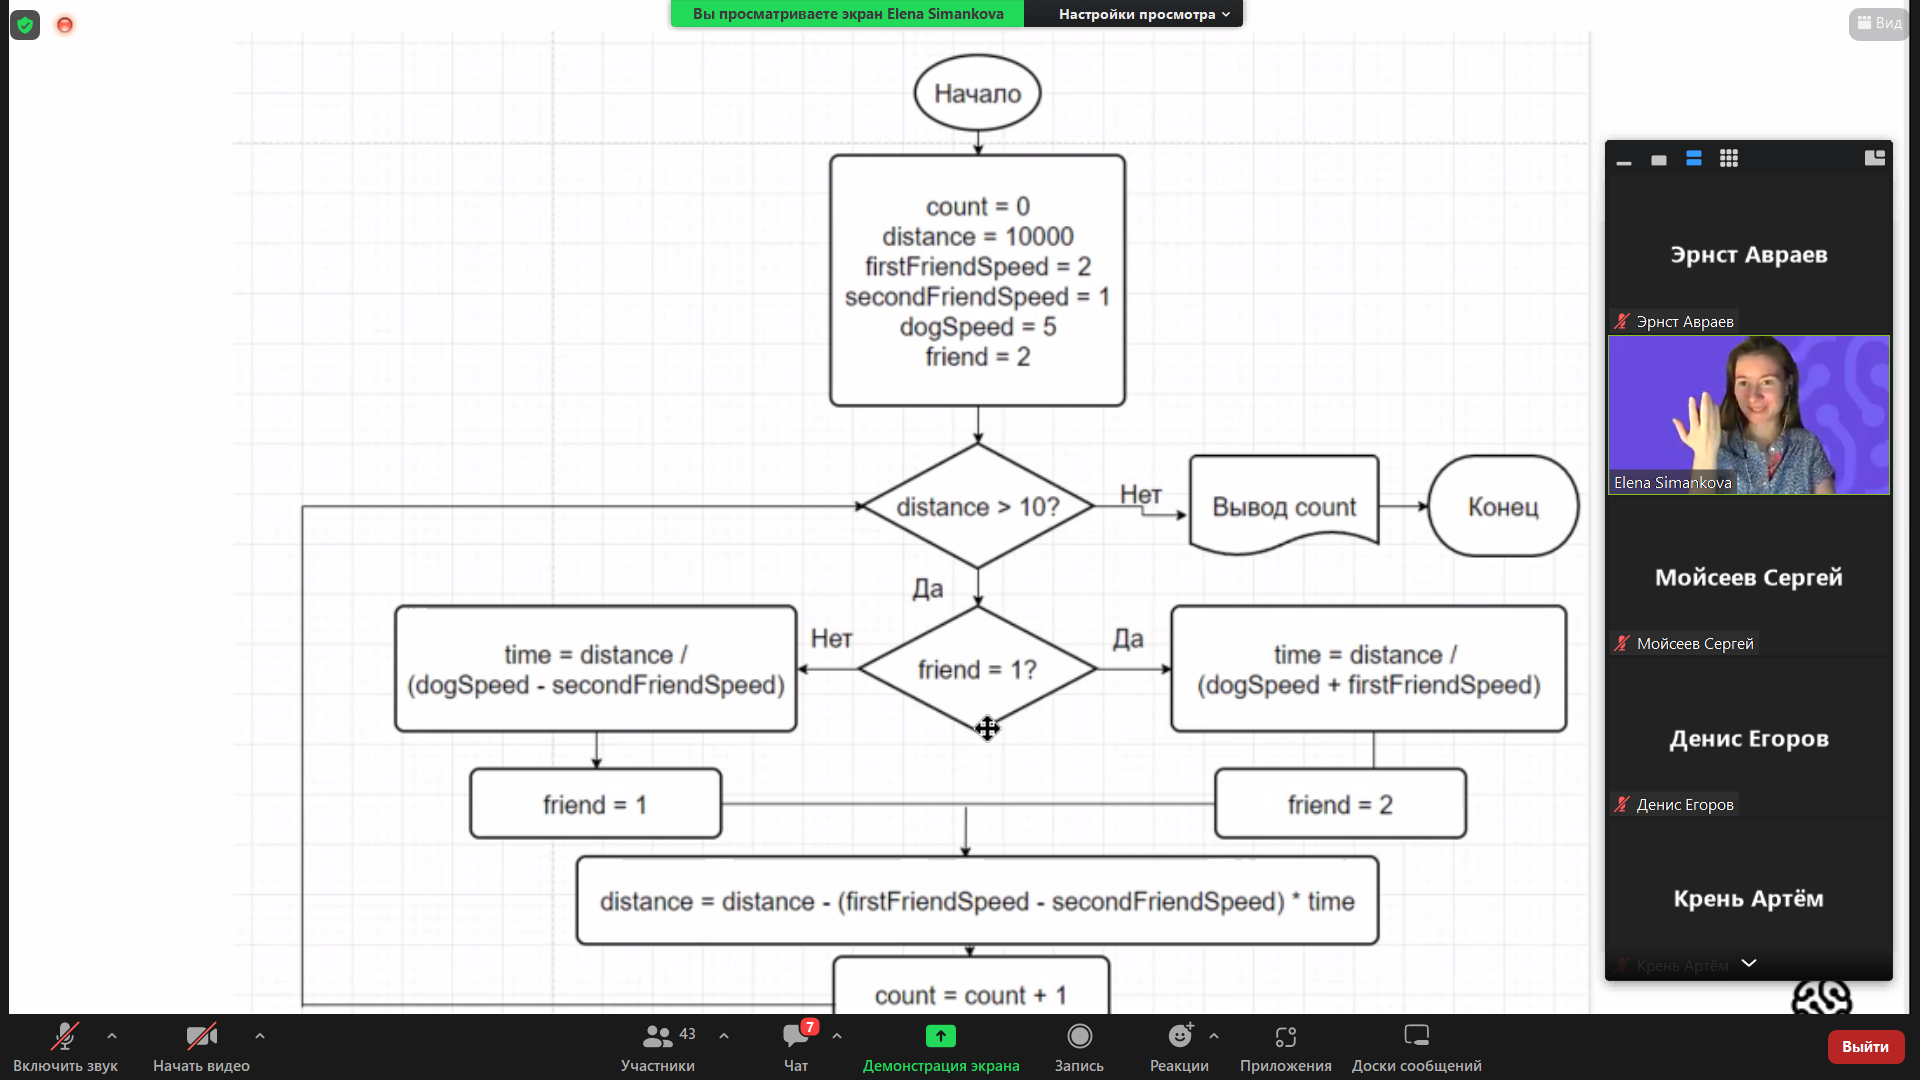 Вы просматриваете экран Elena Simankova
Настройки просмотра
Вид
Начало
count = 0
distance = 10000
firstFriendSpeed = 2
secondFriendSpeed = 1
dogSpeed = 5
friend = 2
distance > 10?
Нет
Вывод count
Конец
Да
time = distance /
(dogSpeed - secondFriendSpeed)
Нет
friend = 1?
Да
time = distance /
(dogSpeed + firstFriendSpeed)
friend = 1
friend = 2
distance = distance - (firstFriendSpeed - secondFriendSpeed) * time
count = count + 1
Эрнст Авраев
Эрнст Авраев
Elena Simankova
Мойсеев Сергей
Мойсеев Сергей
Денис Егоров
Денис Егоров
Крень Артём
Крень Артём
Включить звук
Начать видео
43
Участники
7
Чат
Демонстрация экрана
Запись
Реакции
Приложения
Доски сообщений
Выйти